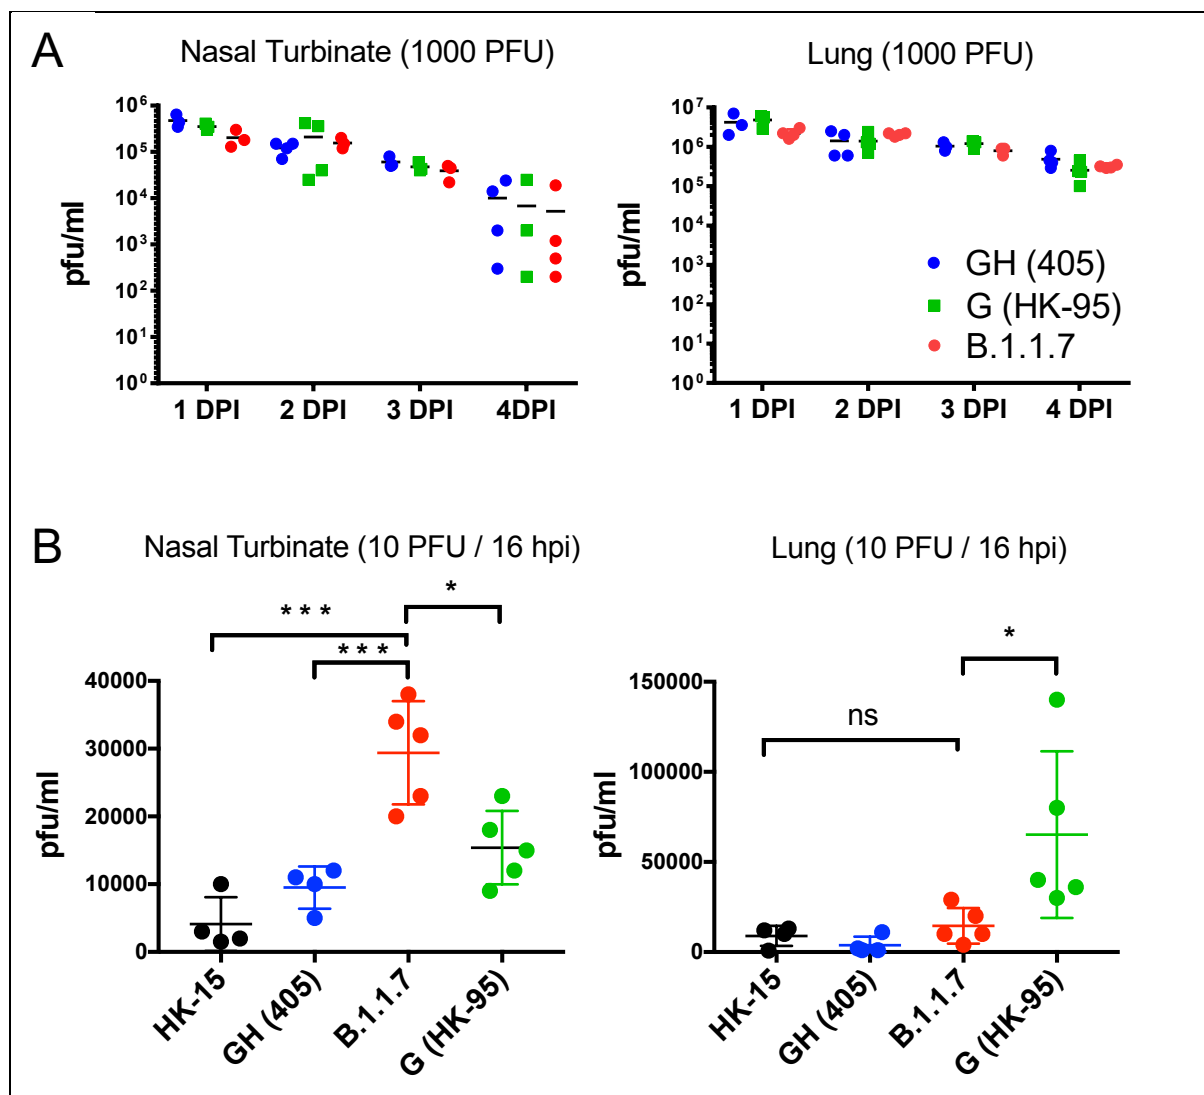 A
Nasal Turbinate (1000 PFU)
pfu/ml
10⁶
10⁵
10⁴
10³
10²
10¹
10⁰
1 DPI 2 DPI 3 DPI 4DPI
Lung (1000 PFU)
pfu/ml
10⁷
10⁶
10⁵
10⁴
10³
10²
10¹
10⁰
GH (405)
G (HK-95)
B.1.1.7
1 DPI 2 DPI 3 DPI 4 DPI
B
Nasal Turbinate (10 PFU / 16 hpi)
*
* * *
* * *
pfu/ml
40000
30000
20000
10000
0
HK-15
GH (405)
B.1.1.7
G (HK-95)
Lung (10 PFU / 16 hpi)
*
ns
pfu/ml
150000
100000
50000
0
HK-15
GH (405)
B.1.1.7
G (HK-95)